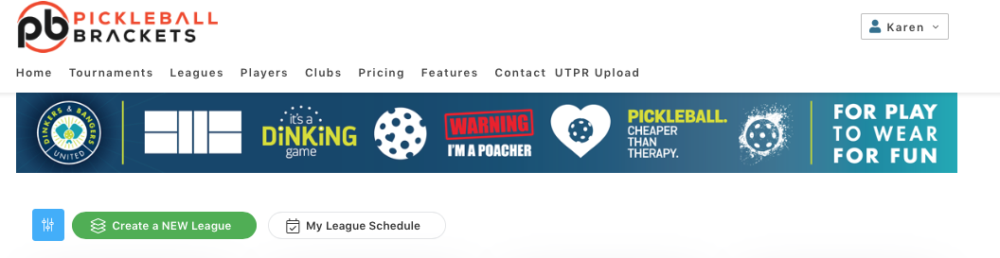 pb PICKLEBALL
BRACKETS
Karen
Home Tournaments Leagues Players Clubs Pricing Features Contact UTPR Upload
DINKERS & BANGERS
UNITED
it's a
DiNKiNG
game
WARNING
I'M A POACHER
PICKLEBALL.
CHEAPER
THAN
THERAPY.
FOR PLAY
TO WEAR
FOR FUN
Create a NEW League
My League Schedule